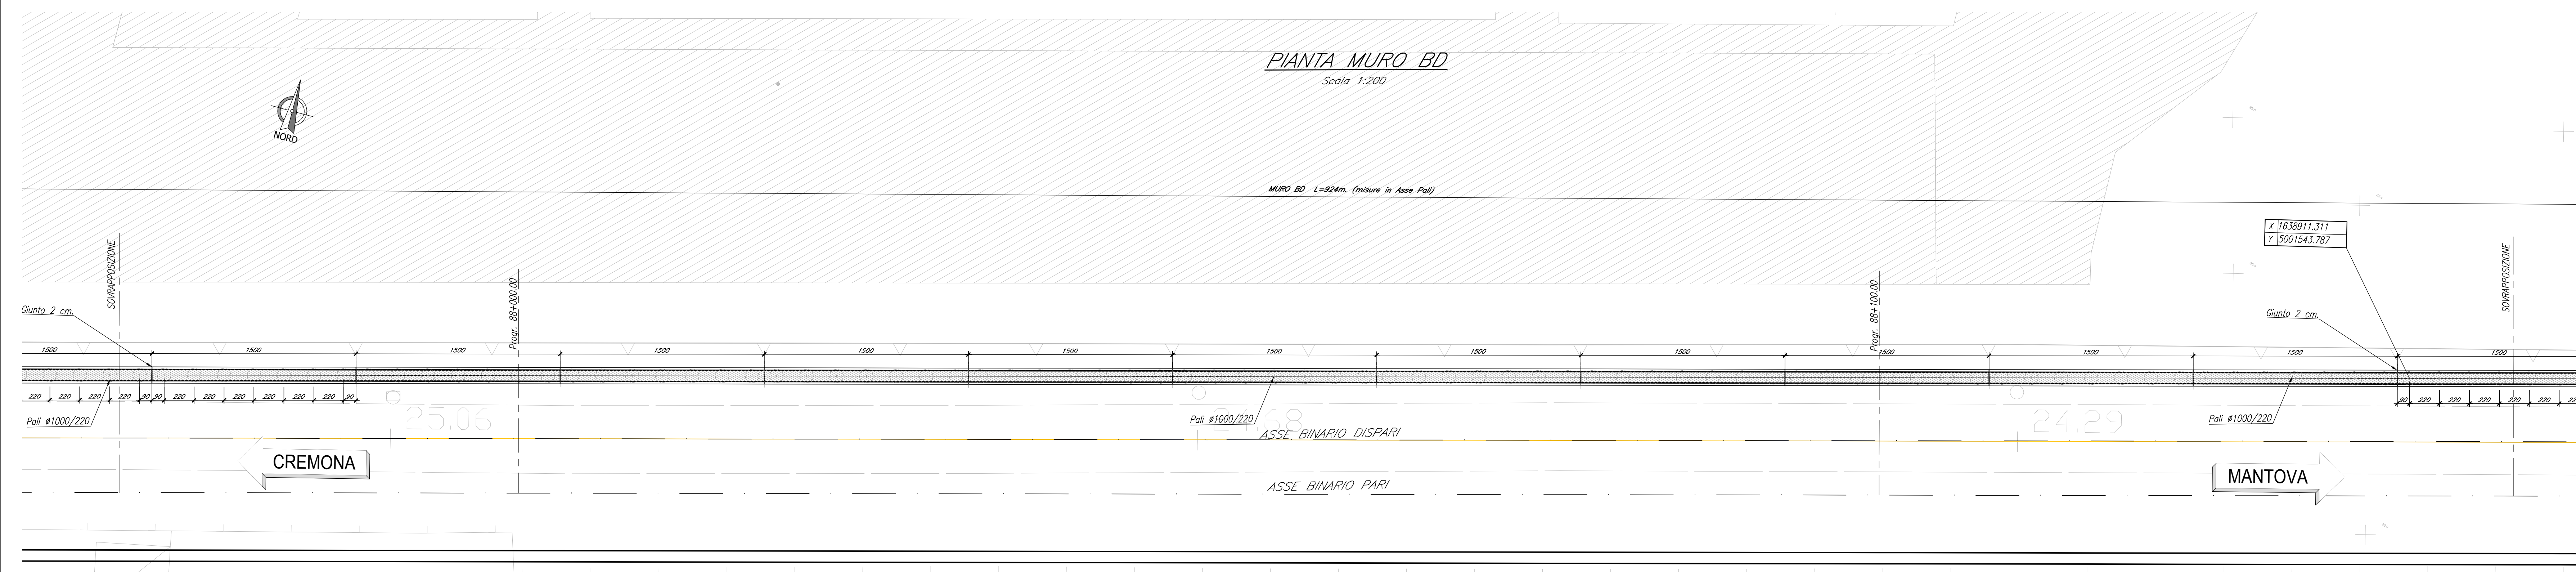 PIANTA MURO BD
Scala 1:200
NORD
MURO BD L=924m. (misure in Asse Pali)
X 1638911.311
Y 5001543.787
SOVRAPPOSIZIONE
SOVRAPPOSIZIONE
Progr. 88+000.00
Progr. 88+100.00
Giunto 2 cm.
Giunto 2 cm.
1500 1500 1500 1500 1500 1500 1500 1500 1500 1500 1500 1500 1500
220 220 220 220 90 90 220 220 220 220 220 220 90
90 220 220 220 220 220
Pali ø1000/220
Pali ø1000/220
Pali ø1000/220
25.06
24.29
ASSE BINARIO DISPARI
CREMONA
MANTOVA
ASSE BINARIO PARI